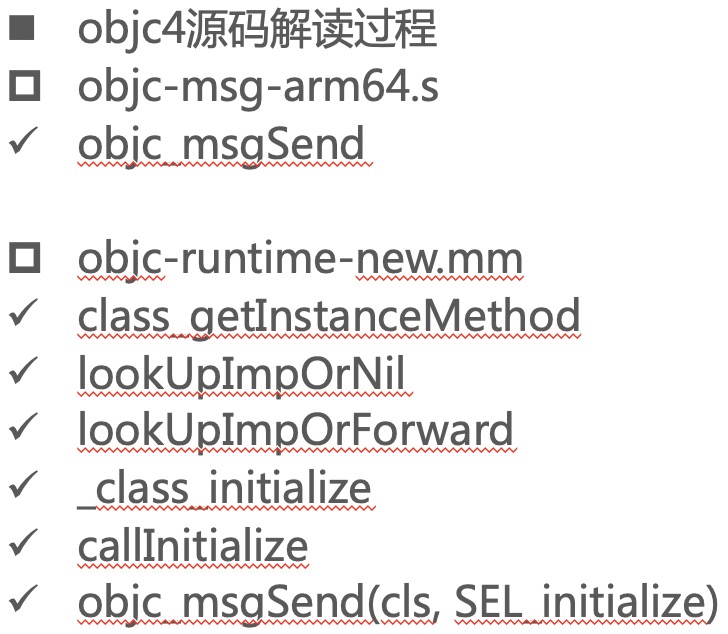 objc4源码解读过程
objc-msg-arm64.s
objc_msgSend
objc-runtime-new.mm
class_getInstanceMethod
lookUpImpOrNil
lookUpImpOrForward
_class_initialize
callInitialize
objc_msgSend(cls, SEL_initialize)